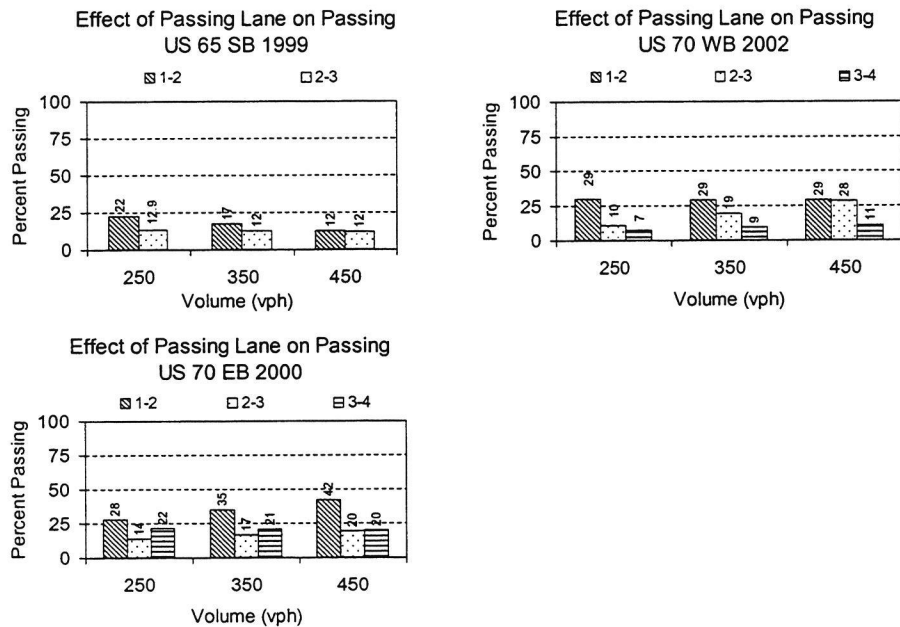 Effect of Passing Lane on Passing
US 65 SB 1999
1-2 2-3
Percent Passing
100
75
50
25
0
22 12.9 17 12 12 12
250 350 450
Volume (vph)
Effect of Passing Lane on Passing
US 70 WB 2002
1-2 2-3 3-4
Percent Passing
100
75
50
25
0
29 10 7 29 19 9 29 28 11
250 350 450
Volume (vph)
Effect of Passing Lane on Passing
US 70 EB 2000
1-2 2-3 3-4
Percent Passing
100
75
50
25
0
28 14 22 35 17 21 42 20 20
250 350 450
Volume (vph)